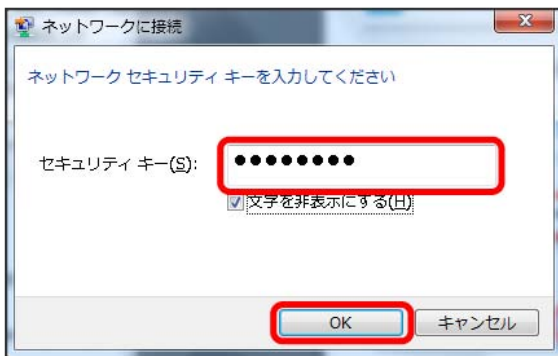 ネットワークに接続
ネットワーク セキュリティ キーを入力してください
セキュリティ キー(S):
●●●●●●●●
文字を非表示にする(H)
OK
キャンセル